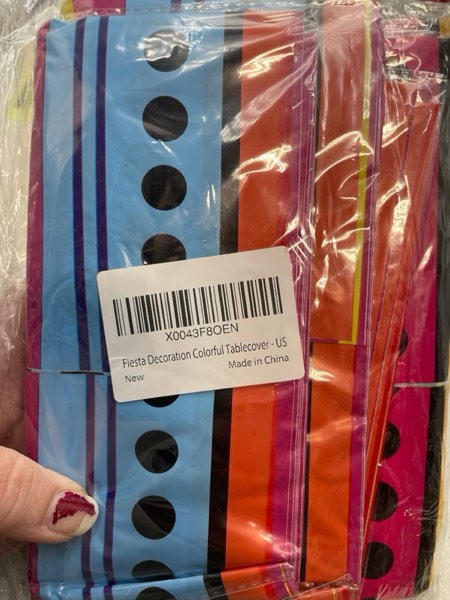 X0043F8OEN
Fiesta Decoration Colorful Tablecover - US
New Made in China